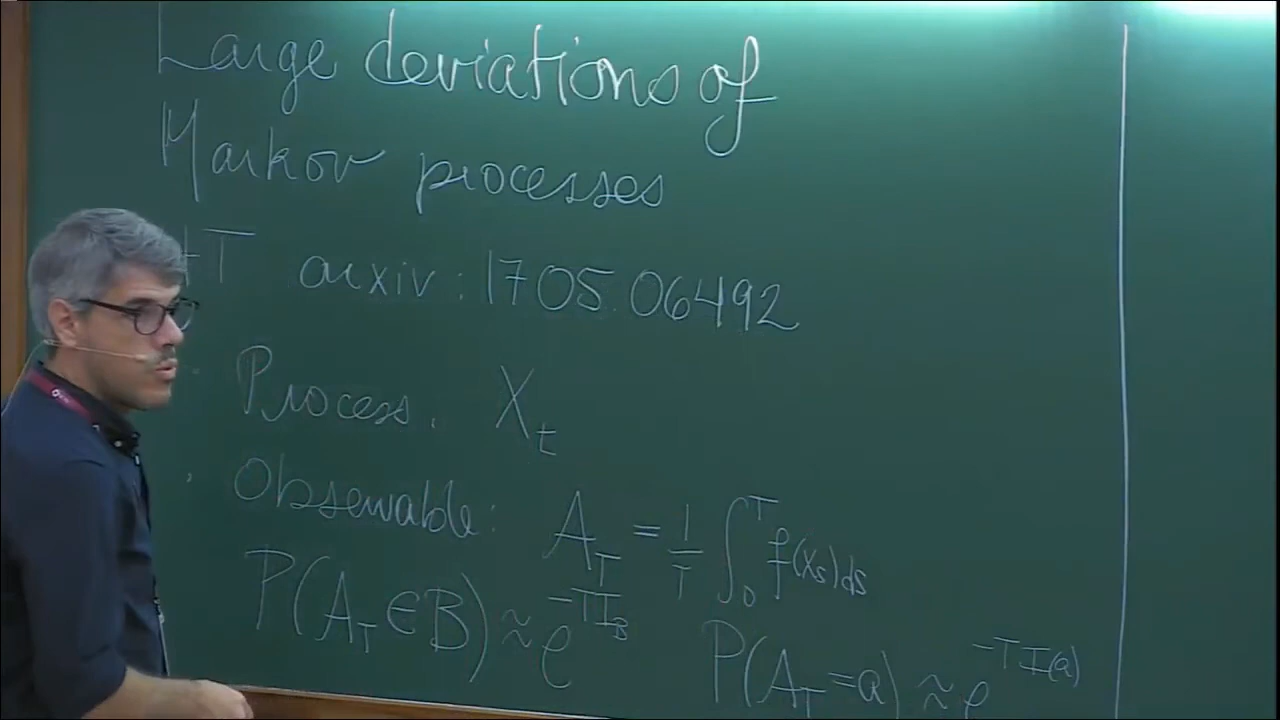 Large deviations of
Markov processes
HT arxiv: 1705.06492
· Process. X_t
· Observable: A_T = 1/T ∫_0^T f(X_s)ds
P(A_T ∈ B) ≈ e^{-T I_B} P(A_T = a) ≈ e^{-T I(a)}